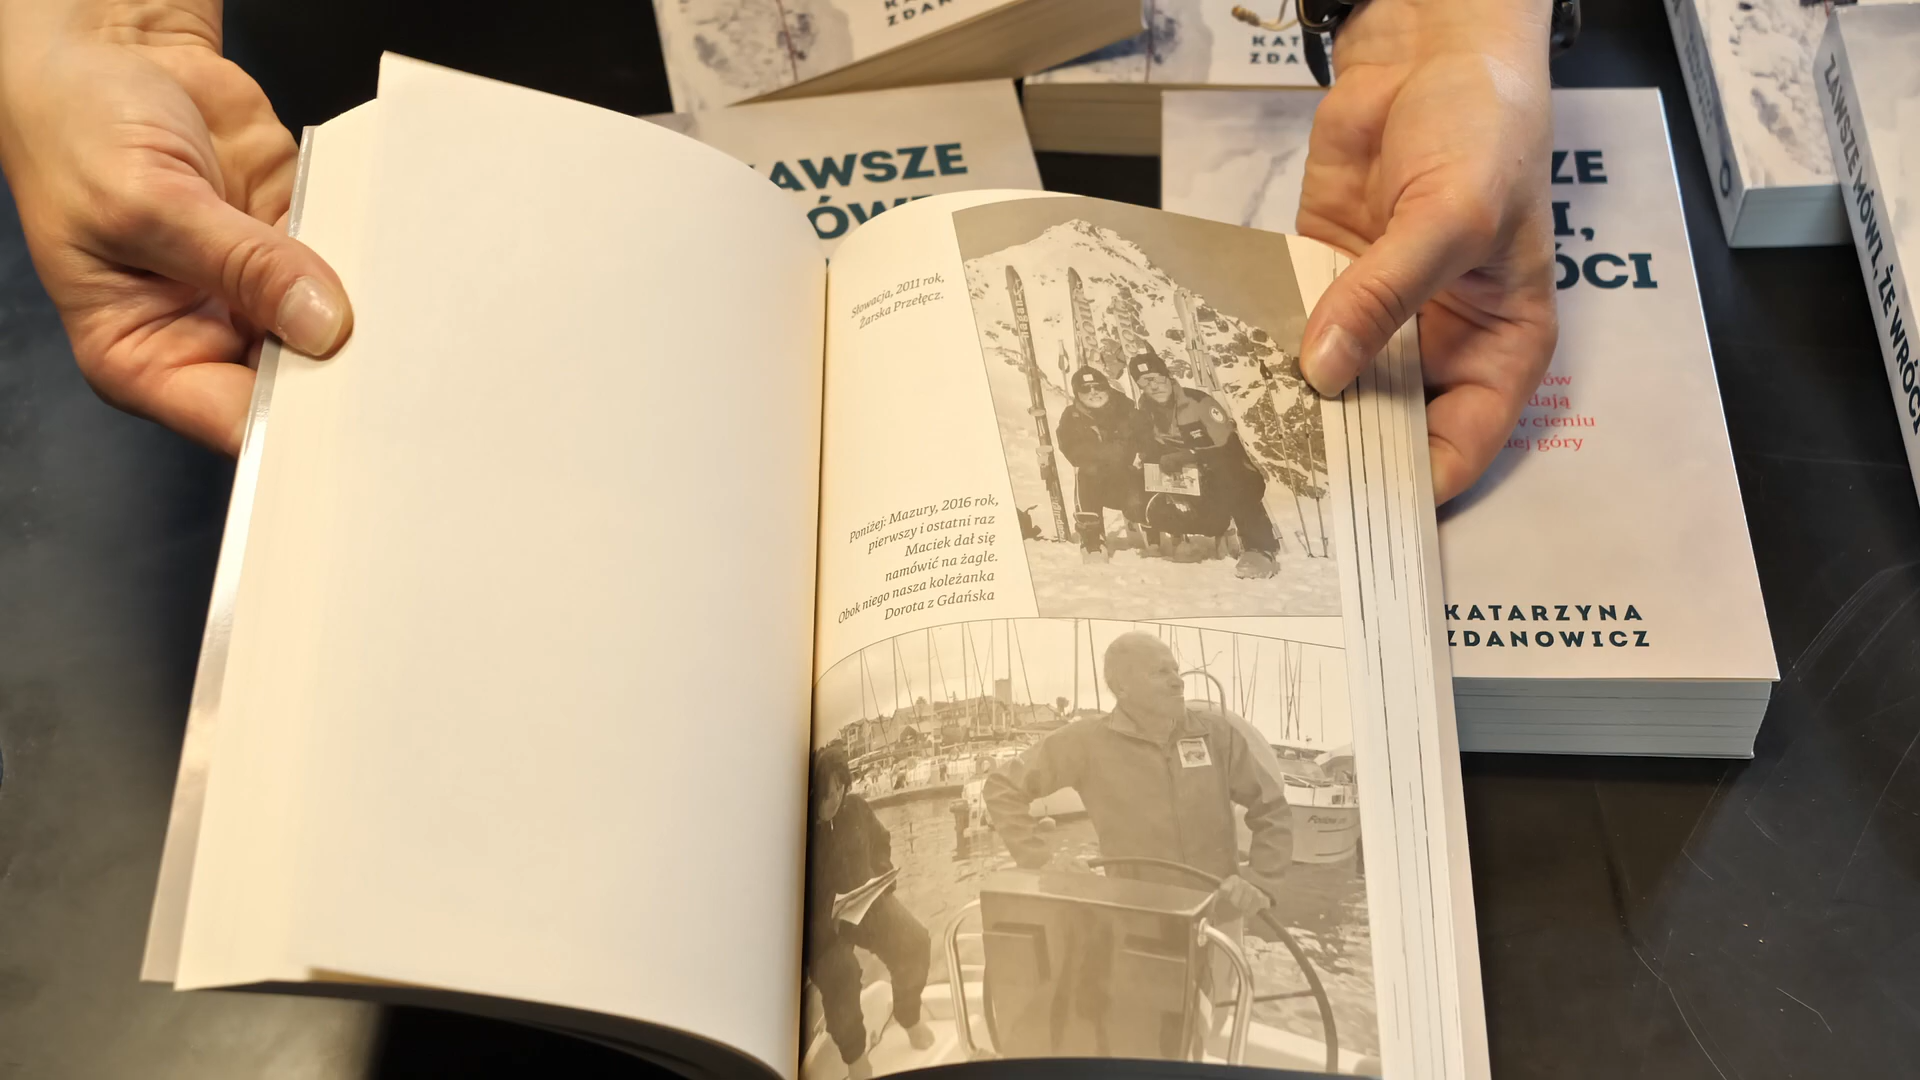 KAT
ZDA
AWSZE
ÓW
ZE
I,
ÓCI
ów
dają
w cieniu
ej góry
KATARZYNA
ZDANOWICZ
ZAWSZE MÓWI, ŻE WRÓCI
Słowacja, 2011 rok,
Żarska Przełęcz.
Poniżej: Mazury, 2016 rok,
pierwszy i ostatni raz
Maciek dał się
namówić na żagle.
Obok niego nasza koleżanka
Dorota z Gdańska